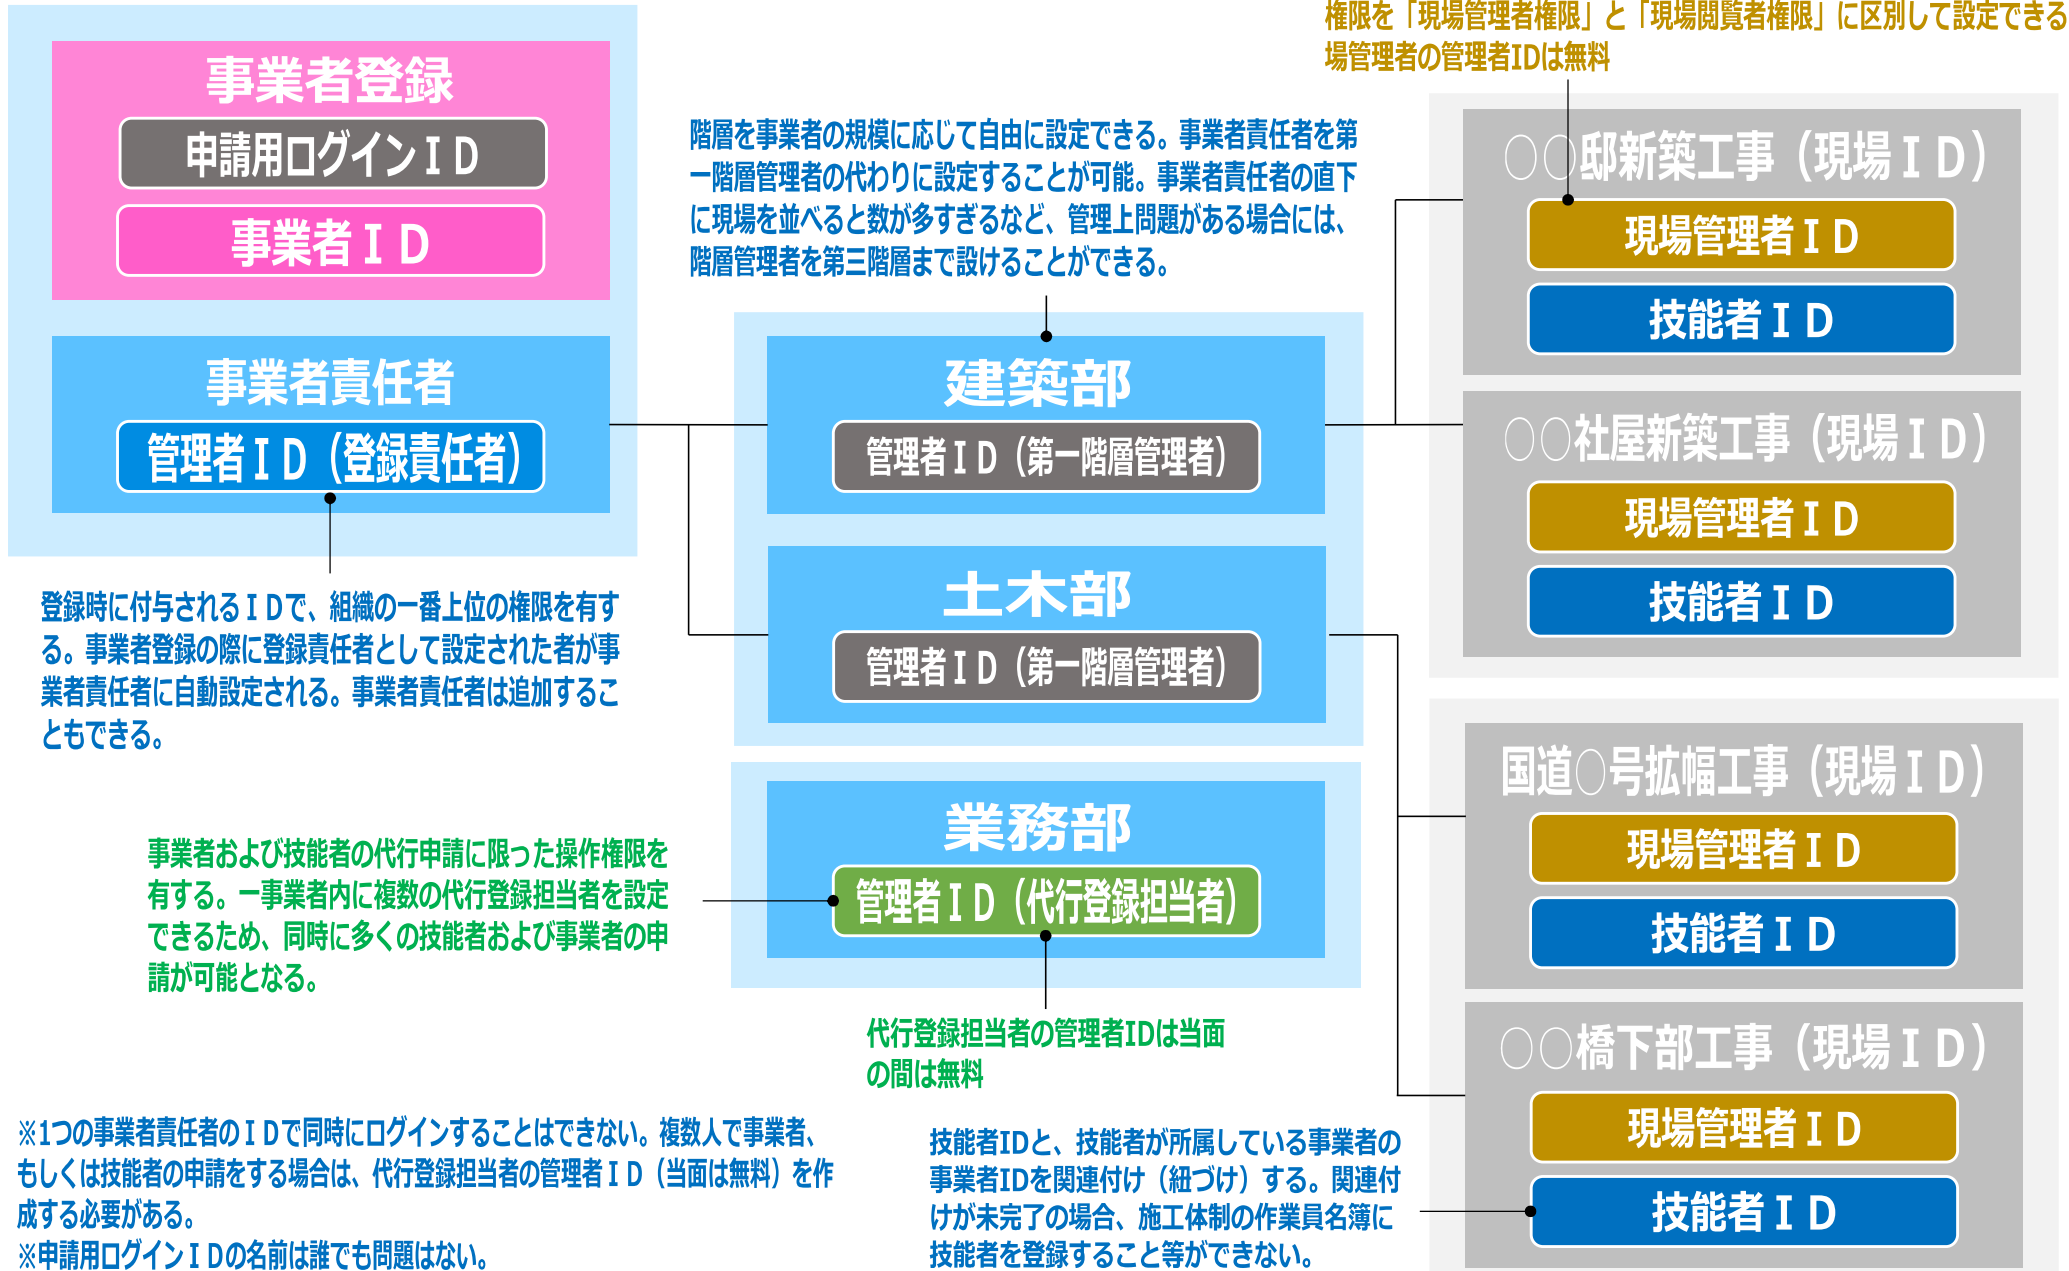 事業者登録
申請用ログインＩＤ
事業者ＩＤ
事業者責任者
管理者ＩＤ（登録責任者）
登録時に付与されるＩＤで、組織の一番上位の権限を有す
る。事業者登録の際に登録責任者として設定された者が事
業者責任者に自動設定される。事業者責任者は追加するこ
ともできる。
階層を事業者の規模に応じて自由に設定できる。事業者責任者を第
一階層管理者の代わりに設定することが可能。事業者責任者の直下
に現場を並べると数が多すぎるなど、管理上問題がある場合には、
階層管理者を第三階層まで設けることができる。
建築部
管理者ＩＤ（第一階層管理者）
土木部
管理者ＩＤ（第一階層管理者）
業務部
管理者ＩＤ（代行登録担当者）
事業者および技能者の代行申請に限った操作権限を
有する。一事業者内に複数の代行登録担当者を設定
できるため、同時に多くの技能者および事業者の申
請が可能となる。
代行登録担当者の管理者IDは当面
の間は無料
権限を「現場管理者権限」と「現場閲覧者権限」に区別して設定できる
場管理者の管理者IDは無料
○○邸新築工事（現場ＩＤ）
現場管理者ＩＤ
技能者ＩＤ
○○社屋新築工事（現場ＩＤ）
現場管理者ＩＤ
技能者ＩＤ
国道○号拡幅工事（現場ＩＤ）
現場管理者ＩＤ
技能者ＩＤ
○○橋下部工事（現場ＩＤ）
現場管理者ＩＤ
技能者ＩＤ
技能者IDと、技能者が所属している事業者の
事業者IDを関連付け（紐づけ）する。関連付
けが未完了の場合、施工体制の作業員名簿に
技能者を登録すること等ができない。
※1つの事業者責任者のＩＤで同時にログインすることはできない。複数人で事業者、
もしくは技能者の申請をする場合は、代行登録担当者の管理者ＩＤ（当面は無料）を作
成する必要がある。
※申請用ログインＩＤの名前は誰でも問題はない。